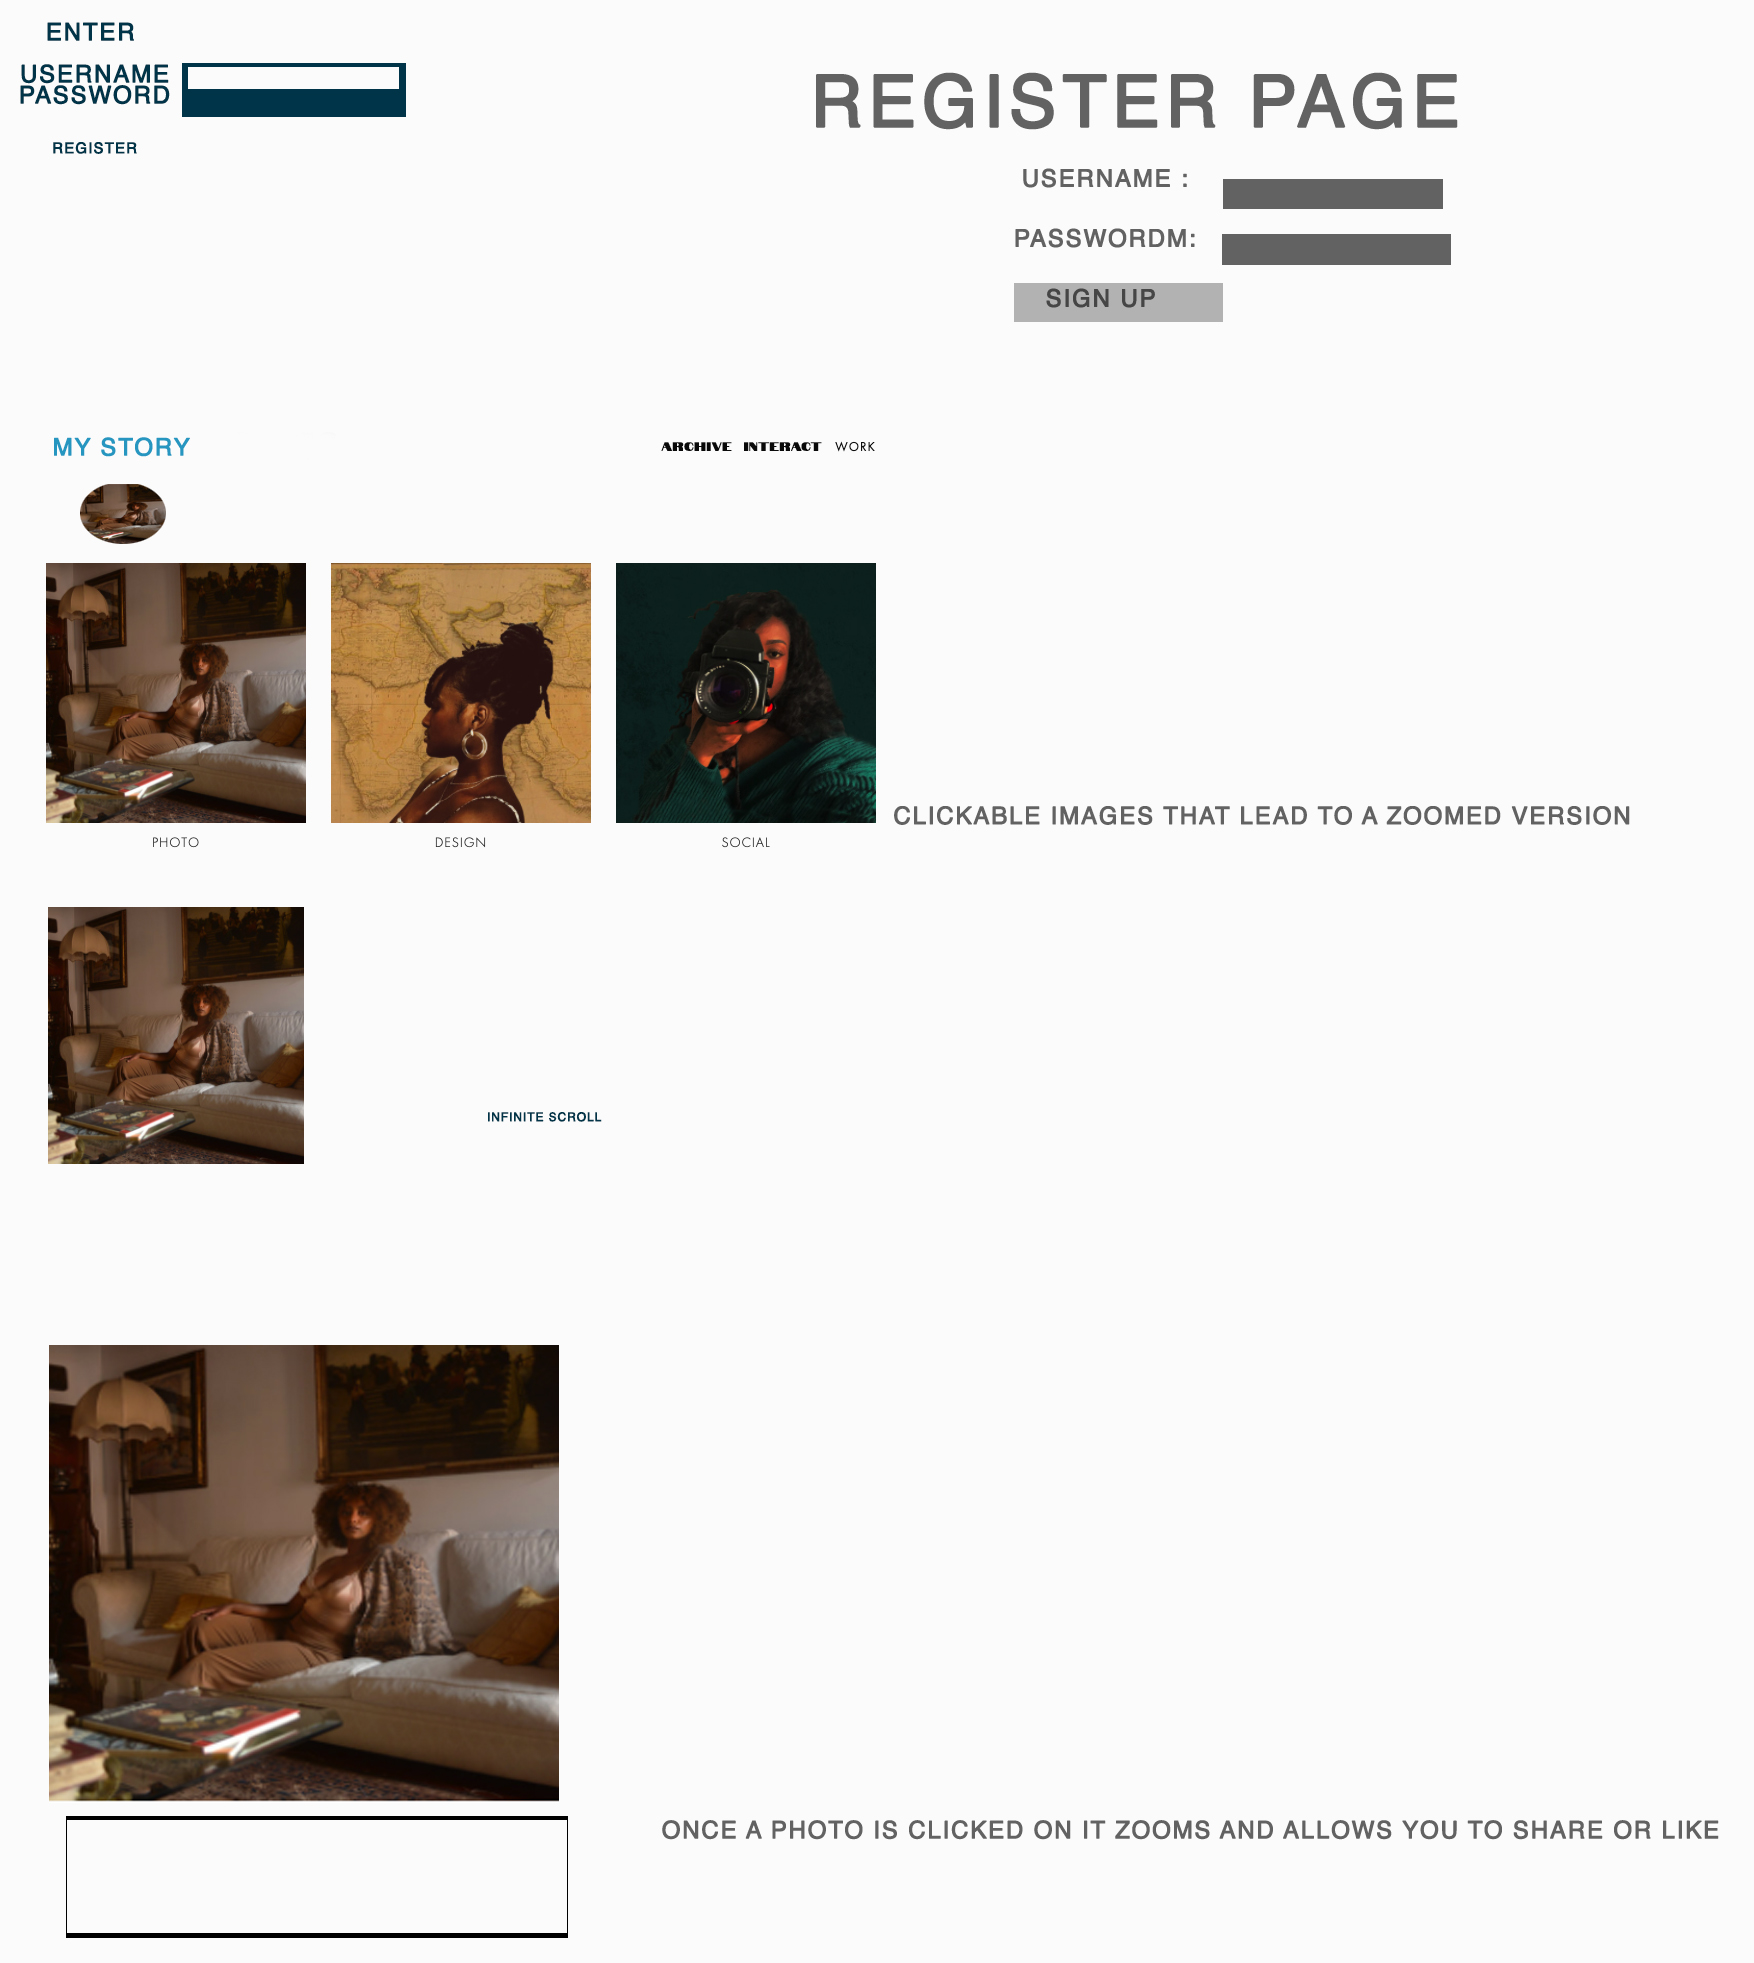 ENTER
USERNAME
PASSWORD
REGISTER
REGISTER PAGE
USERNAME :
PASSWORDM:
SIGN UP
MY STORY
ARCHIVE INTERACT WORK
PHOTO
DESIGN
SOCIAL
CLICKABLE IMAGES THAT LEAD TO A ZOOMED VERSION
INFINITE SCROLL
ONCE A PHOTO IS CLICKED ON IT ZOOMS AND ALLOWS YOU TO SHARE OR LIKE